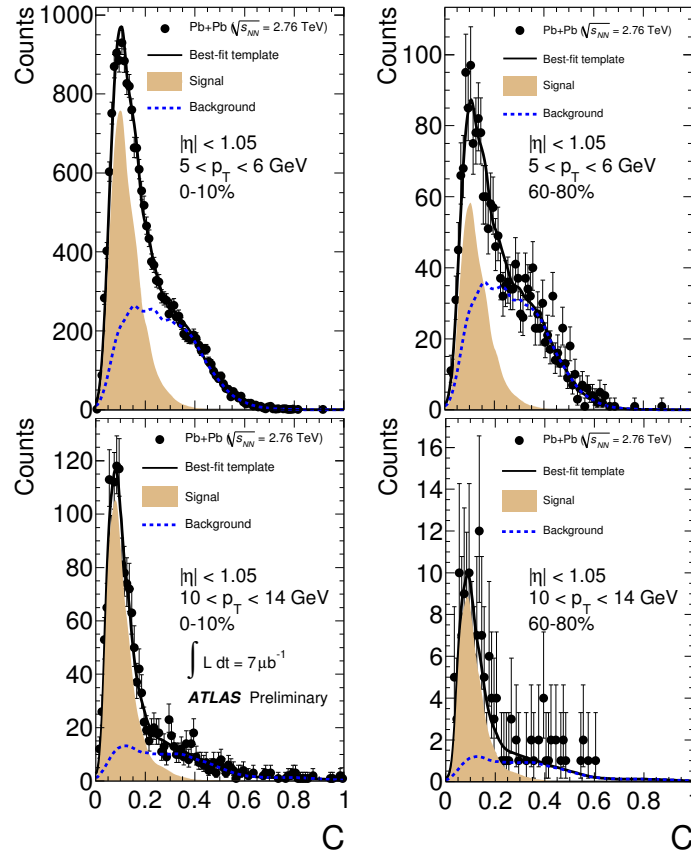 Counts
1000
800
600
400
200
0
Pb+Pb (√s_NN = 2.76 TeV)
Best-fit template
Signal
Background
|η| < 1.05
5 < p_T < 6 GeV
0-10%
Counts
100
80
60
40
20
0
Pb+Pb (√s_NN = 2.76 TeV)
Best-fit template
Signal
Background
|η| < 1.05
5 < p_T < 6 GeV
60-80%
Counts
120
100
80
60
40
20
0
Pb+Pb (√s_NN = 2.76 TeV)
Best-fit template
Signal
Background
|η| < 1.05
10 < p_T < 14 GeV
0-10%
∫ L dt = 7 μb⁻¹
ATLAS Preliminary
0 0.2 0.4 0.6 0.8 1
C
Counts
16
14
12
10
8
6
4
2
0
Pb+Pb (√s_NN = 2.76 TeV)
Best-fit template
Signal
Background
|η| < 1.05
10 < p_T < 14 GeV
60-80%
0 0.2 0.4 0.6 0.8
C